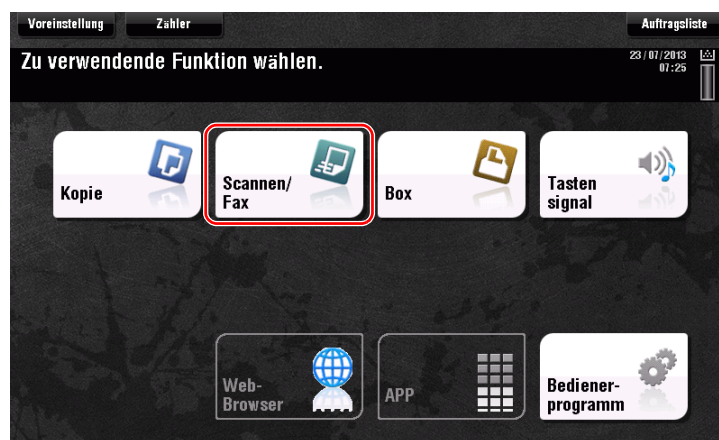 Voreinstellung Zähler Auftragsliste
Zu verwendende Funktion wählen.
23/07/2013
07:25
Kopie
Scannen/
Fax
Box
Tasten
signal
Web-
Browser
APP
Bediener-
programm